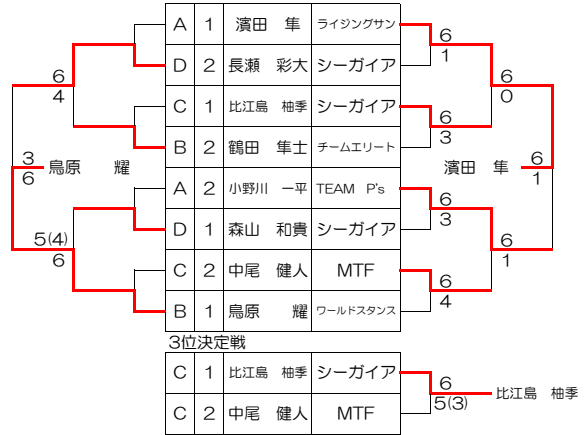 A 1 濱田 隼 ライジングサン
D 2 長瀬 彩大 シーガイア
C 1 比江島 柚季 シーガイア
B 2 鶴田 隼士 チームエリート
A 2 小野川 一平 TEAM P's
D 1 森山 和貴 シーガイア
C 2 中尾 健人 MTF
B 1 鳥原 耀 ワールドスタンス
6
4
3
6
鳥原 耀
5(4)
6
6
1
6
3
6
3
6
4
6
0
6
1
濱田 隼
6
1
3位決定戦
C 1 比江島 柚季 シーガイア
C 2 中尾 健人 MTF
6
5(3)
比江島 柚季